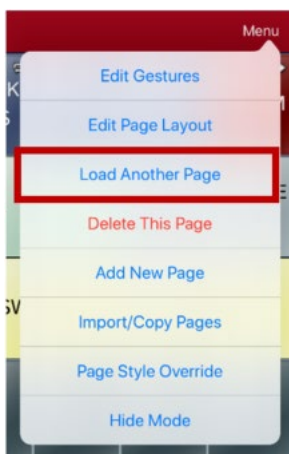 Menu
Edit Gestures
Edit Page Layout
Load Another Page
Delete This Page
Add New Page
Import/Copy Pages
Page Style Override
Hide Mode